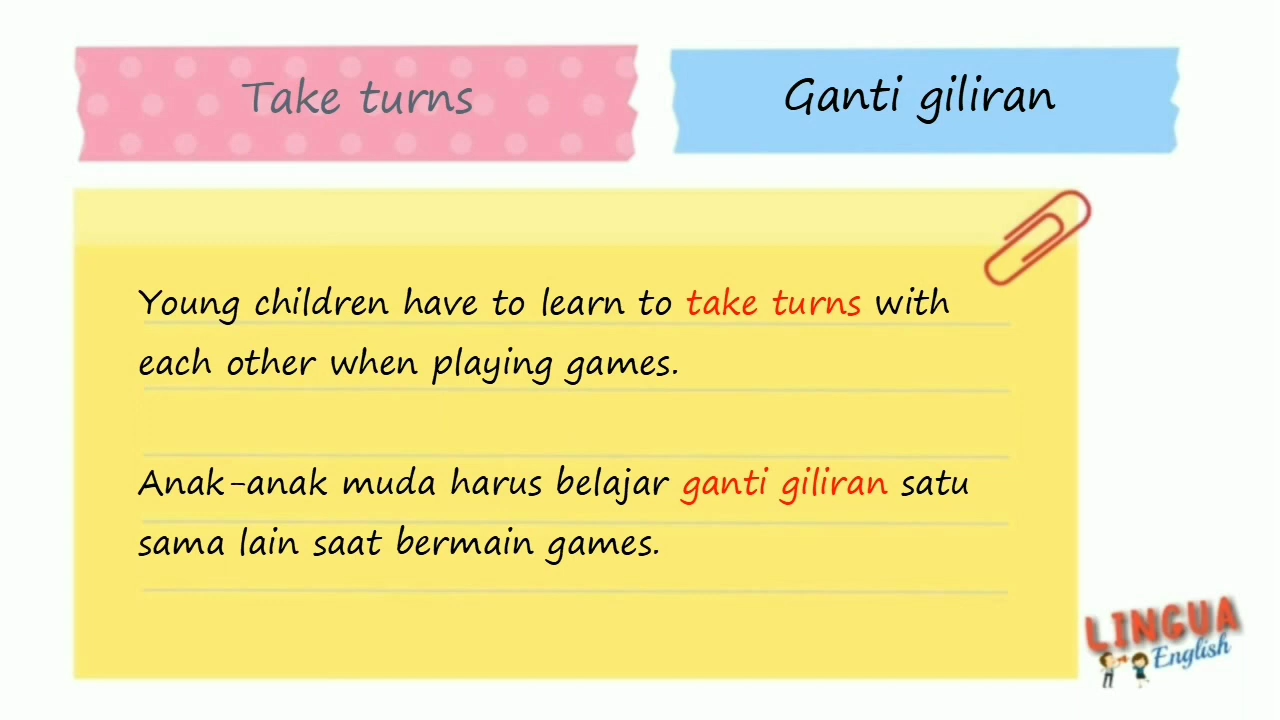 Take turns
Ganti giliran
Young children have to learn to take turns with
each other when playing games.
Anak-anak muda harus belajar ganti giliran satu
sama lain saat bermain games.
LINGUA
English